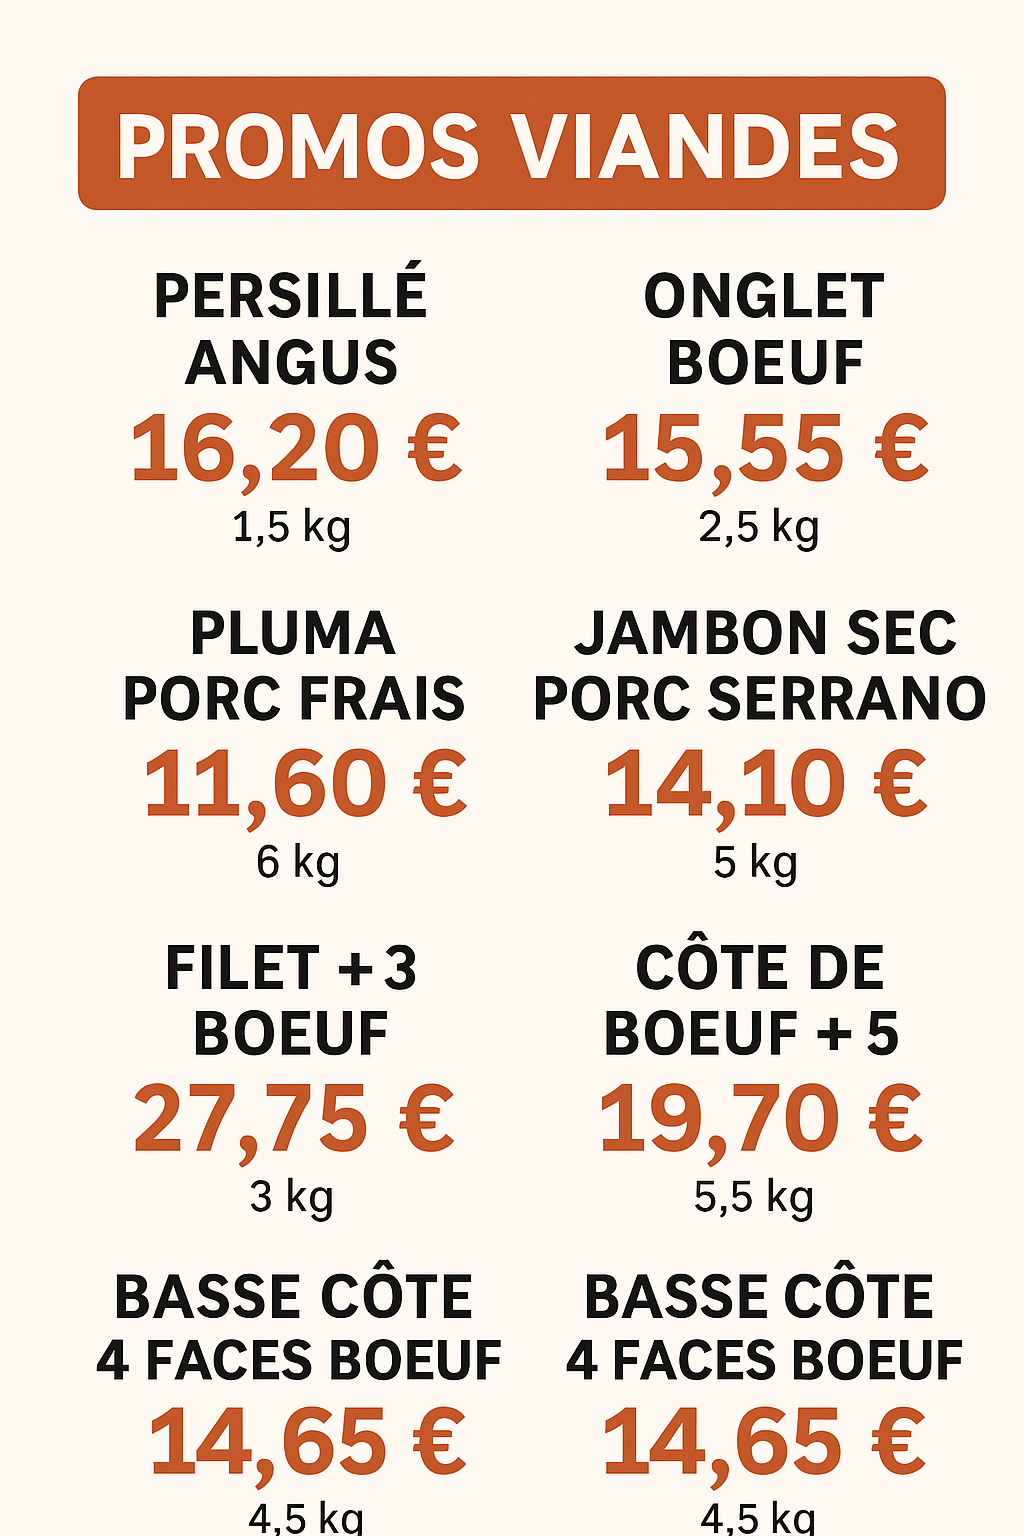 PROMOS VIANDES
PERSILLÉ
ANGUS
16,20 €
1,5 kg
ONGLET
BOEUF
15,55 €
2,5 kg
PLUMA
PORC FRAIS
11,60 €
6 kg
JAMBON SEC
PORC SERRANO
14,10 €
5 kg
FILET +3
BOEUF
27,75 €
3 kg
CÔTE DE
BOEUF +5
19,70 €
5,5 kg
BASSE CÔTE
4 FACES BOEUF
14,65 €
4,5 kg
BASSE CÔTE
4 FACES BOEUF
14,65 €
4,5 kg